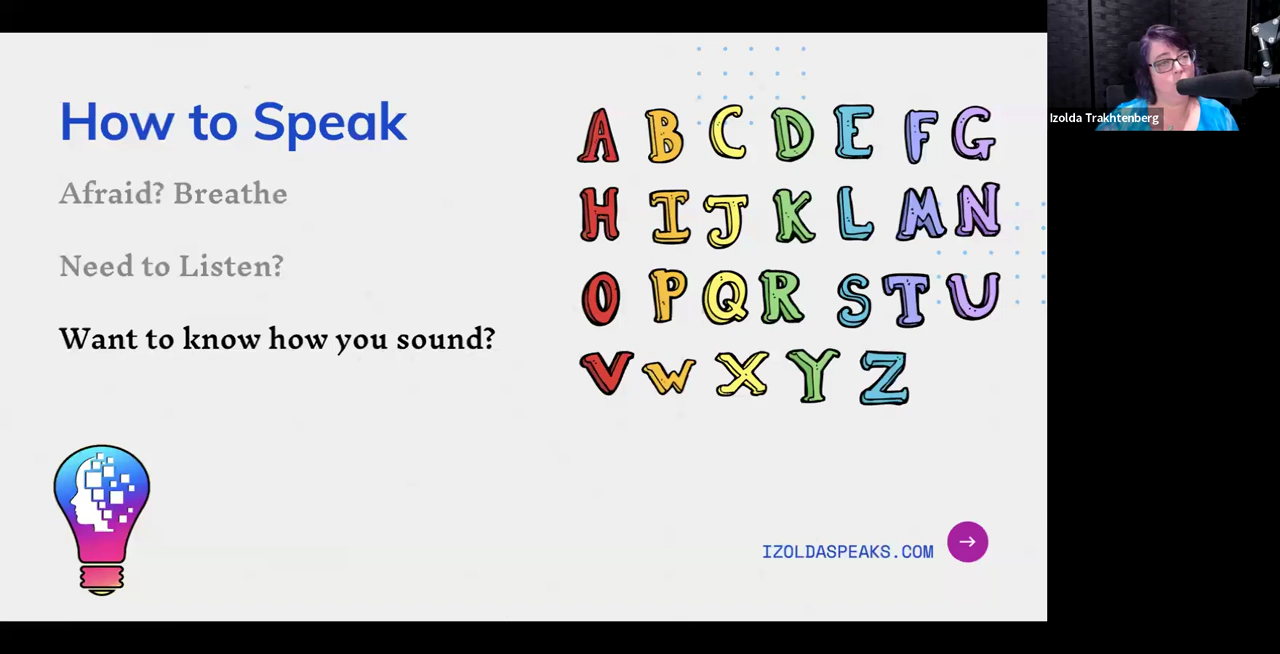 How to Speak
Afraid? Breathe
Need to Listen?
Want to know how you sound?
A B C D E F G
H I J K L M N
O P Q R S T U
V W X Y Z
IZOLDASPEAKS.COM
Izolda Trakhtenberg